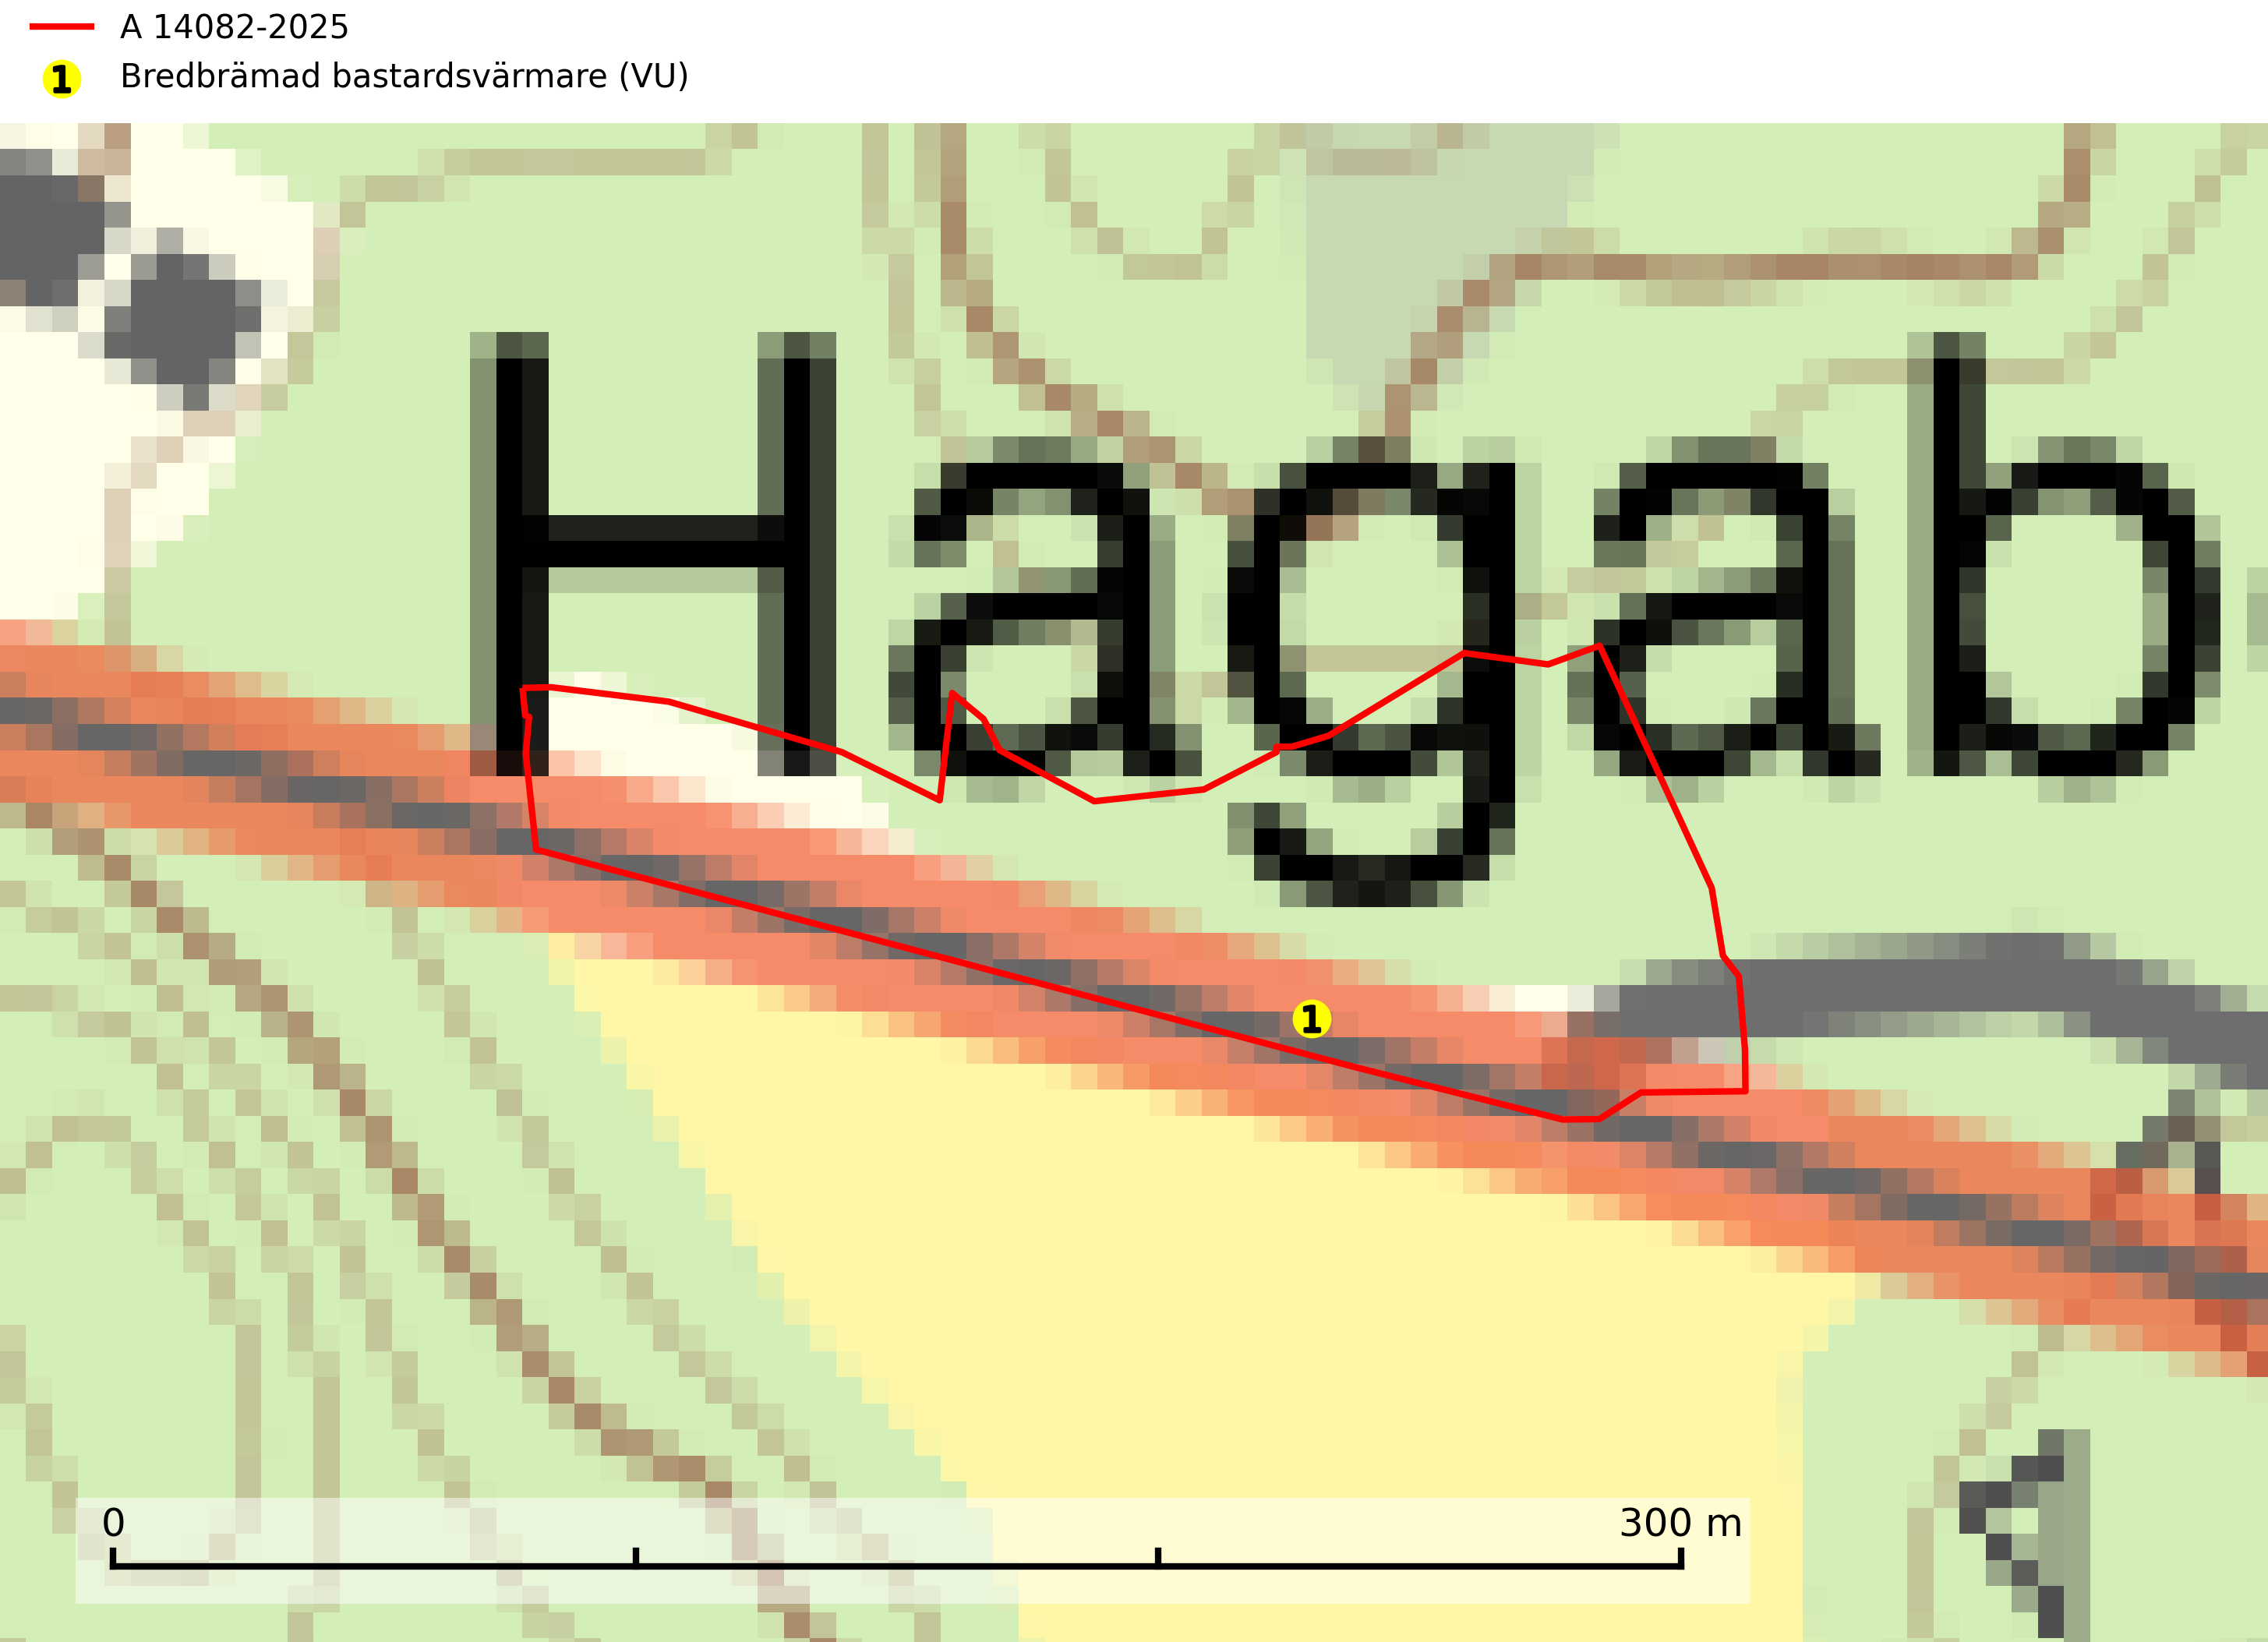 A 14082-2025
1 Bredbrämad bastardsvärmare (VU)
Hagab
1
0 300 m